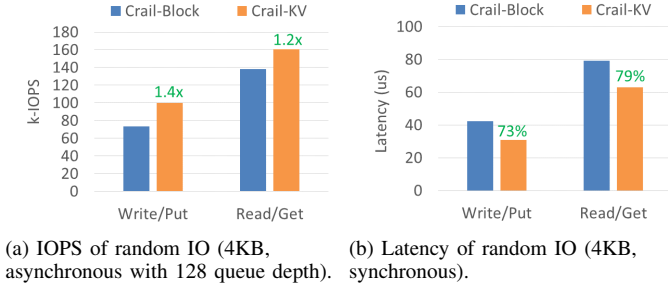 Crail-Block Crail-KV
180
160
140
120
100
80
60
40
20
0
k-IOPS
1.4x
1.2x
Write/Put Read/Get
(a) IOPS of random IO (4KB,
asynchronous with 128 queue depth).
Crail-Block Crail-KV
100
80
60
40
20
0
Latency (us)
73%
79%
Write/Put Read/Get
(b) Latency of random IO (4KB,
synchronous).